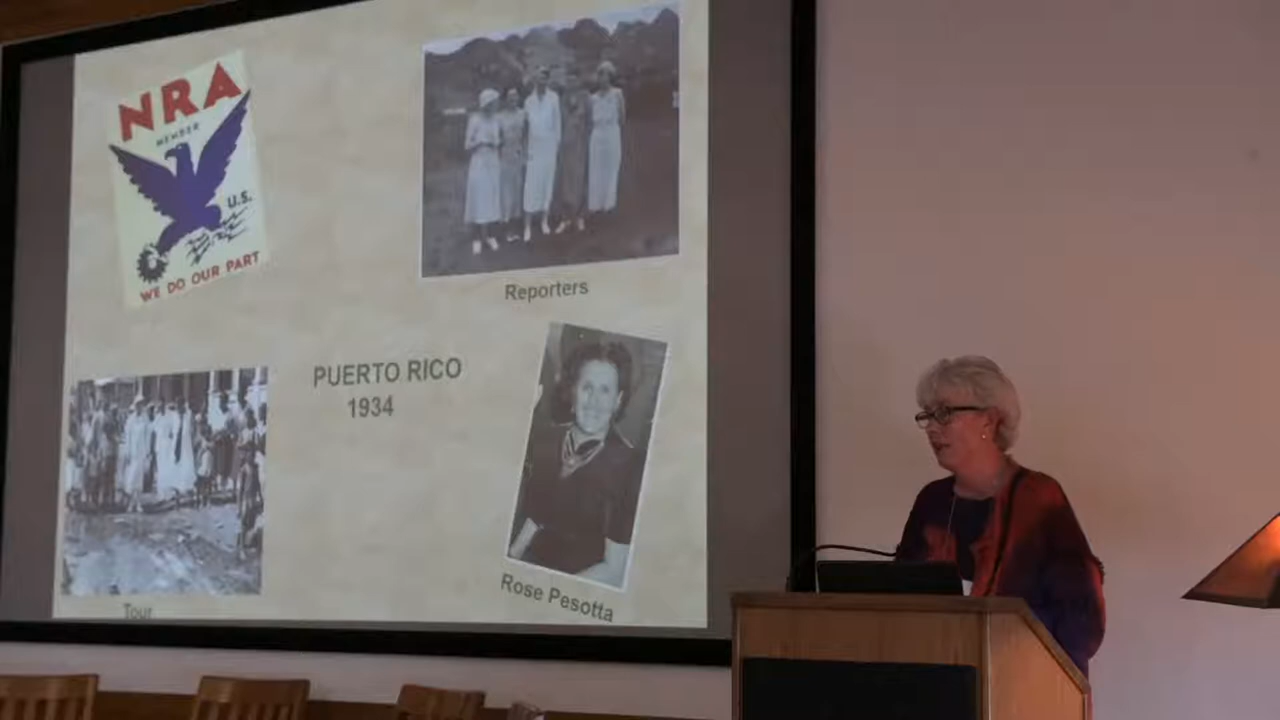 NRA
MEMBER
U.S.
WE DO OUR PART
Reporters
PUERTO RICO
1934
Rose Pesotta
Tour